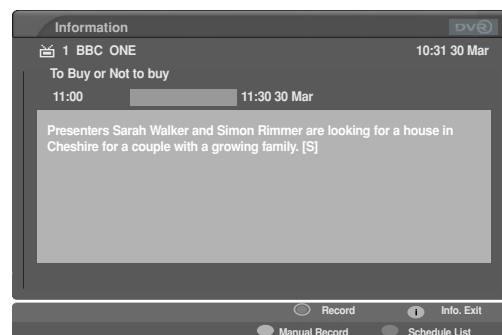 Information DVR
1 BBC ONE 10:31 30 Mar
To Buy or Not to buy
11:00 11:30 30 Mar
Presenters Sarah Walker and Simon Rimmer are looking for a house in
Cheshire for a couple with a growing family. [S]
Record i Info. Exit
Manual Record Schedule List